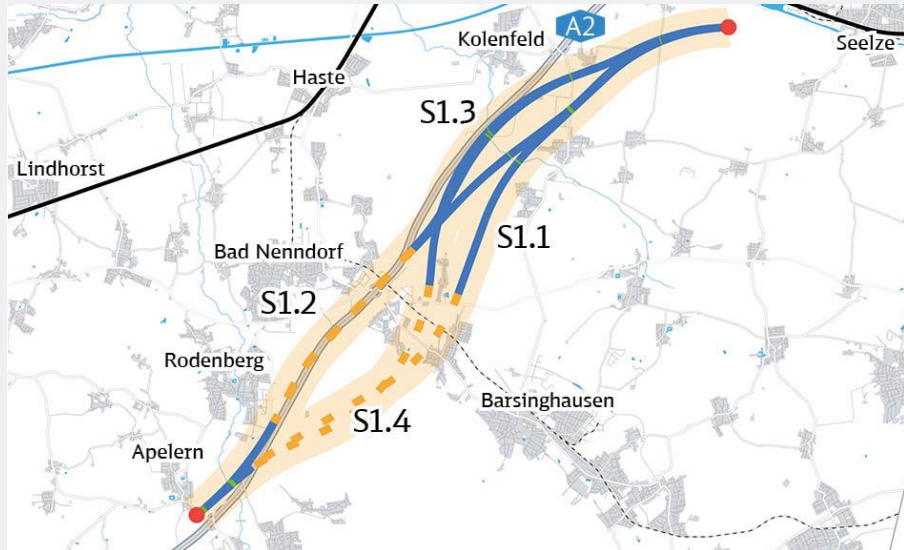 A2
Kolenfeld
Seelze
Haste
S1.3
Lindhorst
S1.1
Bad Nenndorf
S1.2
Rodenberg
Barsinghausen
S1.4
Apelern